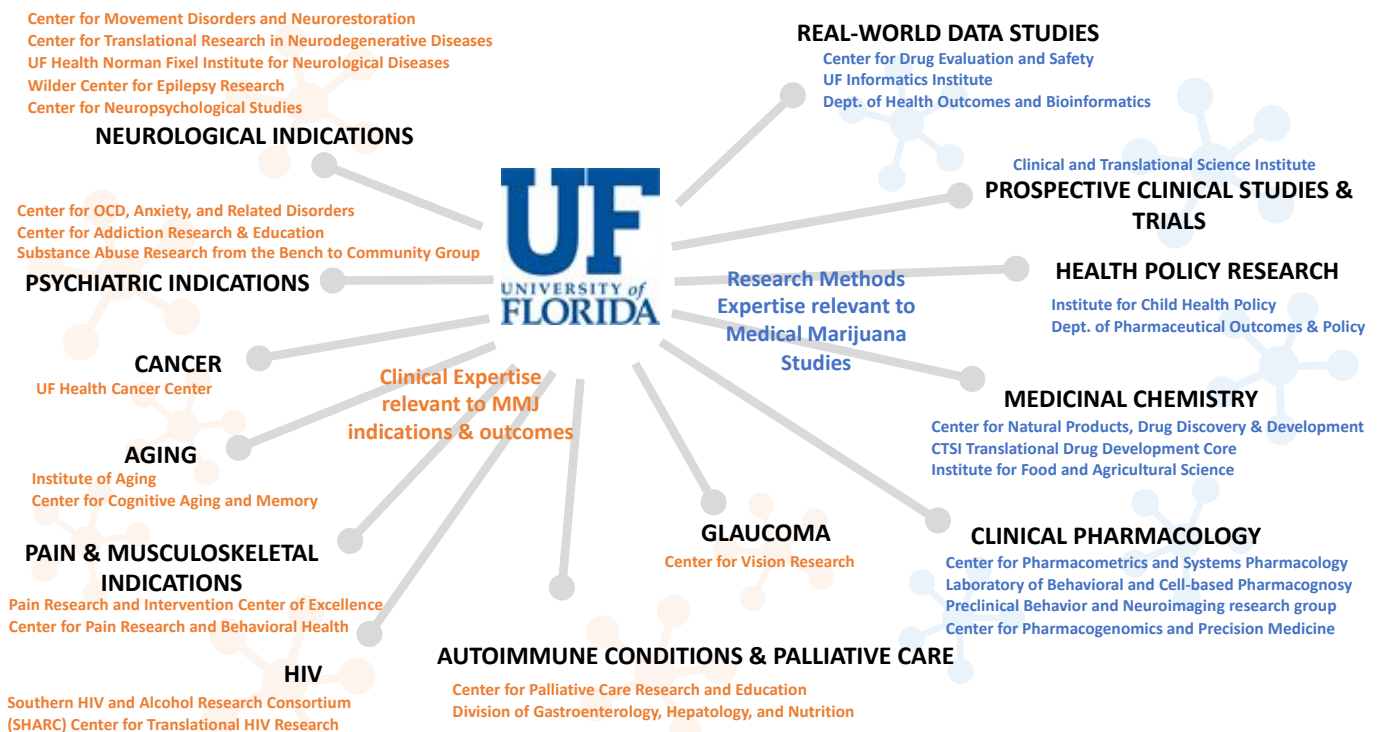 Center for Movement Disorders and Neurorestoration
Center for Translational Research in Neurodegenerative Diseases
UF Health Norman Fixel Institute for Neurological Diseases
Wilder Center for Epilepsy Research
Center for Neuropsychological Studies
NEUROLOGICAL INDICATIONS
Center for OCD, Anxiety, and Related Disorders
Center for Addiction Research & Education
Substance Abuse Research from the Bench to Community Group
PSYCHIATRIC INDICATIONS
CANCER
UF Health Cancer Center
AGING
Institute of Aging
Center for Cognitive Aging and Memory
PAIN & MUSCULOSKELETAL
INDICATIONS
Pain Research and Intervention Center of Excellence
Center for Pain Research and Behavioral Health
HIV
Southern HIV and Alcohol Research Consortium
(SHARC) Center for Translational HIV Research
UF
UNIVERSITY of
FLORIDA
Clinical Expertise
relevant to MMJ
indications & outcomes
Research Methods
Expertise relevant to
Medical Marijuana
Studies
GLAUCOMA
Center for Vision Research
AUTOIMMUNE CONDITIONS & PALLIATIVE CARE
Center for Palliative Care Research and Education
Division of Gastroenterology, Hepatology, and Nutrition
REAL-WORLD DATA STUDIES
Center for Drug Evaluation and Safety
UF Informatics Institute
Dept. of Health Outcomes and Bioinformatics
Clinical and Translational Science Institute
PROSPECTIVE CLINICAL STUDIES &
TRIALS
HEALTH POLICY RESEARCH
Institute for Child Health Policy
Dept. of Pharmaceutical Outcomes & Policy
MEDICINAL CHEMISTRY
Center for Natural Products, Drug Discovery & Development
CTSI Translational Drug Development Core
Institute for Food and Agricultural Science
CLINICAL PHARMACOLOGY
Center for Pharmacometrics and Systems Pharmacology
Laboratory of Behavioral and Cell-based Pharmacognosy
Preclinical Behavior and Neuroimaging research group
Center for Pharmacogenomics and Precision Medicine